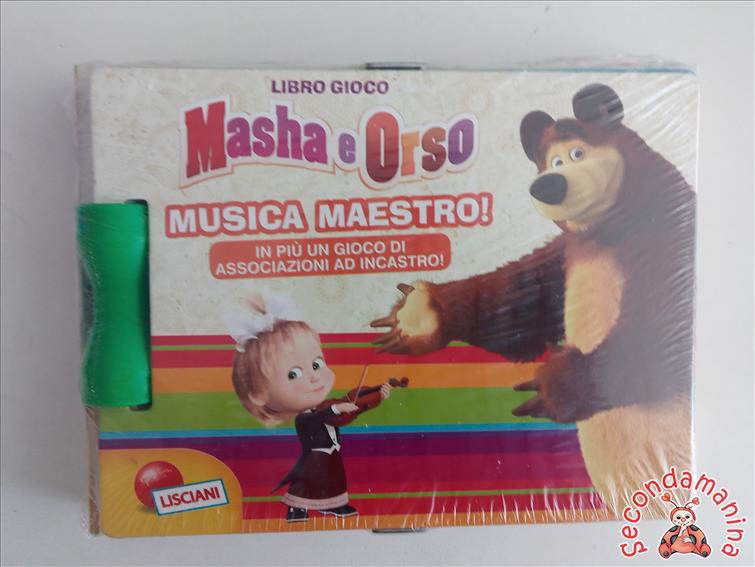 LIBRO GIOCO
Masha e Orso
MUSICA MAESTRO!
IN PIÙ UN GIOCO DI
ASSOCIAZIONI AD INCASTRO!
LISCIANI
Secondamanina